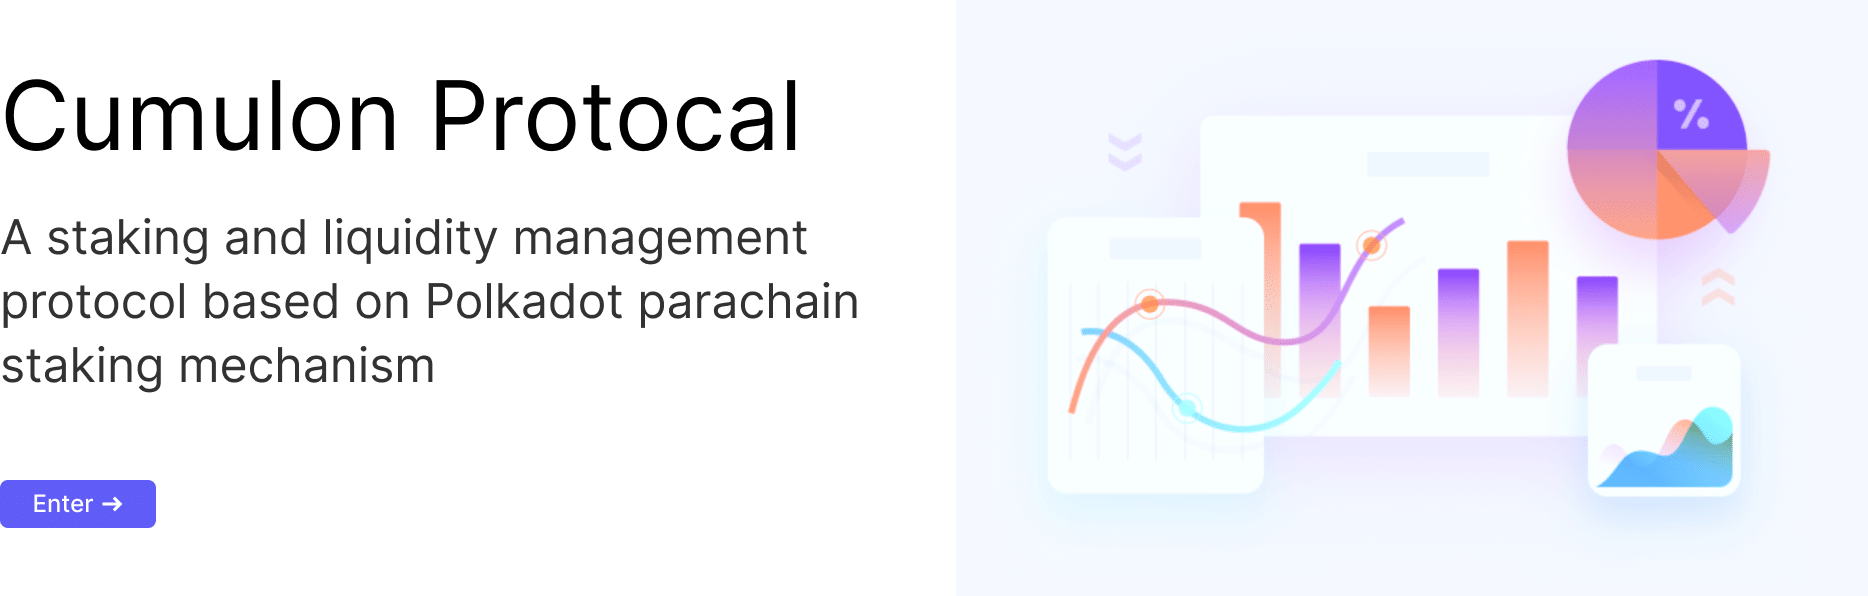 Cumulon Protocal
A staking and liquidity management
protocol based on Polkadot parachain
staking mechanism
Enter →
%